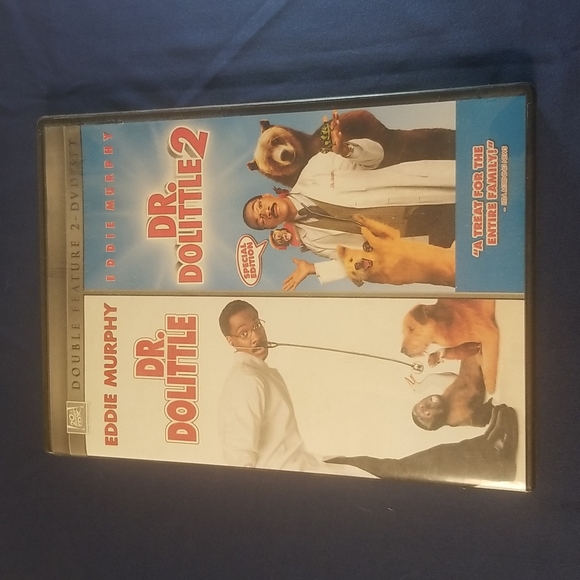 DOUBLE FEATURE 2-DVD SET
EDDIE MURPHY
DR.
DOLITTLE
EDDIE MURPHY
DR.
DOLITTLE 2
SPECIAL
EDITION
"A TREAT FOR THE
ENTIRE FAMILY!"